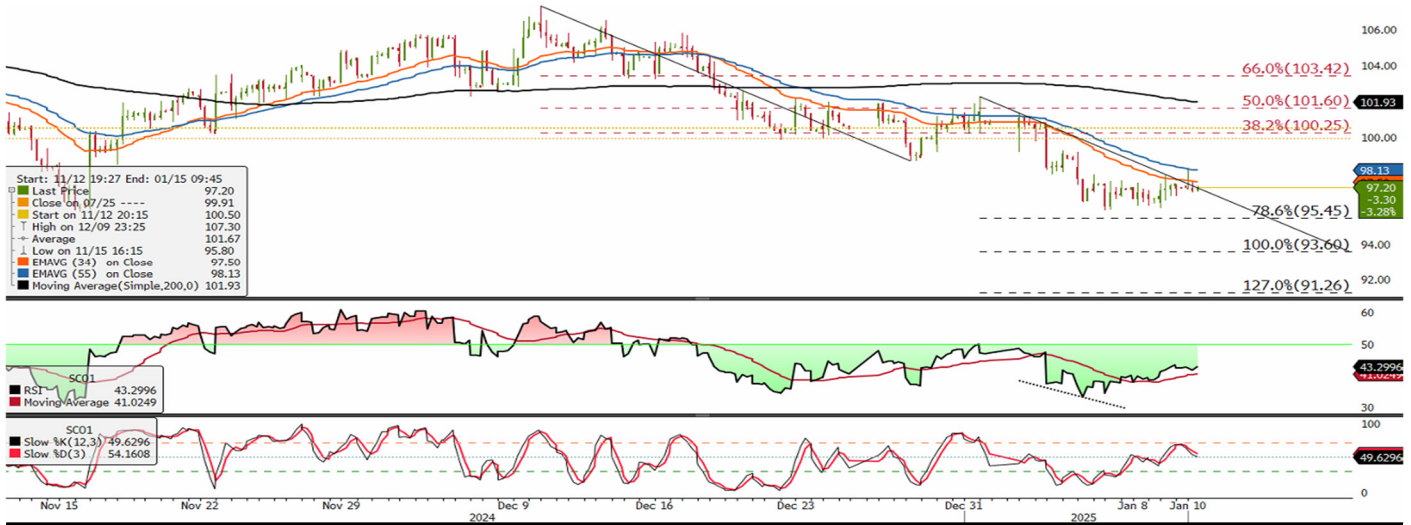 106.00
104.00
66.0%(103.42)
50.0%(101.60)
101.93
38.2%(100.25)
100.00
Start: 11/12 19:27 End: 01/15 09:45
Last Price 97.20
Close on 07/25 ---- 99.91
Start on 11/12 20:15 100.50
High on 12/09 23:25 107.30
Average 101.67
Low on 11/15 16:15 95.80
EMAVG (34) on Close 97.50
EMAVG (55) on Close 98.13
Moving Average(Simple,200,0) 101.93
98.13
97.20
-3.30
-3.28%
78.6%(95.45)
94.00
100.0%(93.60)
92.00
127.0%(91.26)
60
50
SCO1
RSI 43.2996
Moving Average 41.0249
43.2996
41.0249
30
SCO1
Slow %K(12,3) 49.6296
Slow %D(3) 54.1608
100
49.6296
0
Nov 15 Nov 22 Nov 29 Dec 9 Dec 16 Dec 23 Dec 31 Jan 8 Jan 10
2024 2025